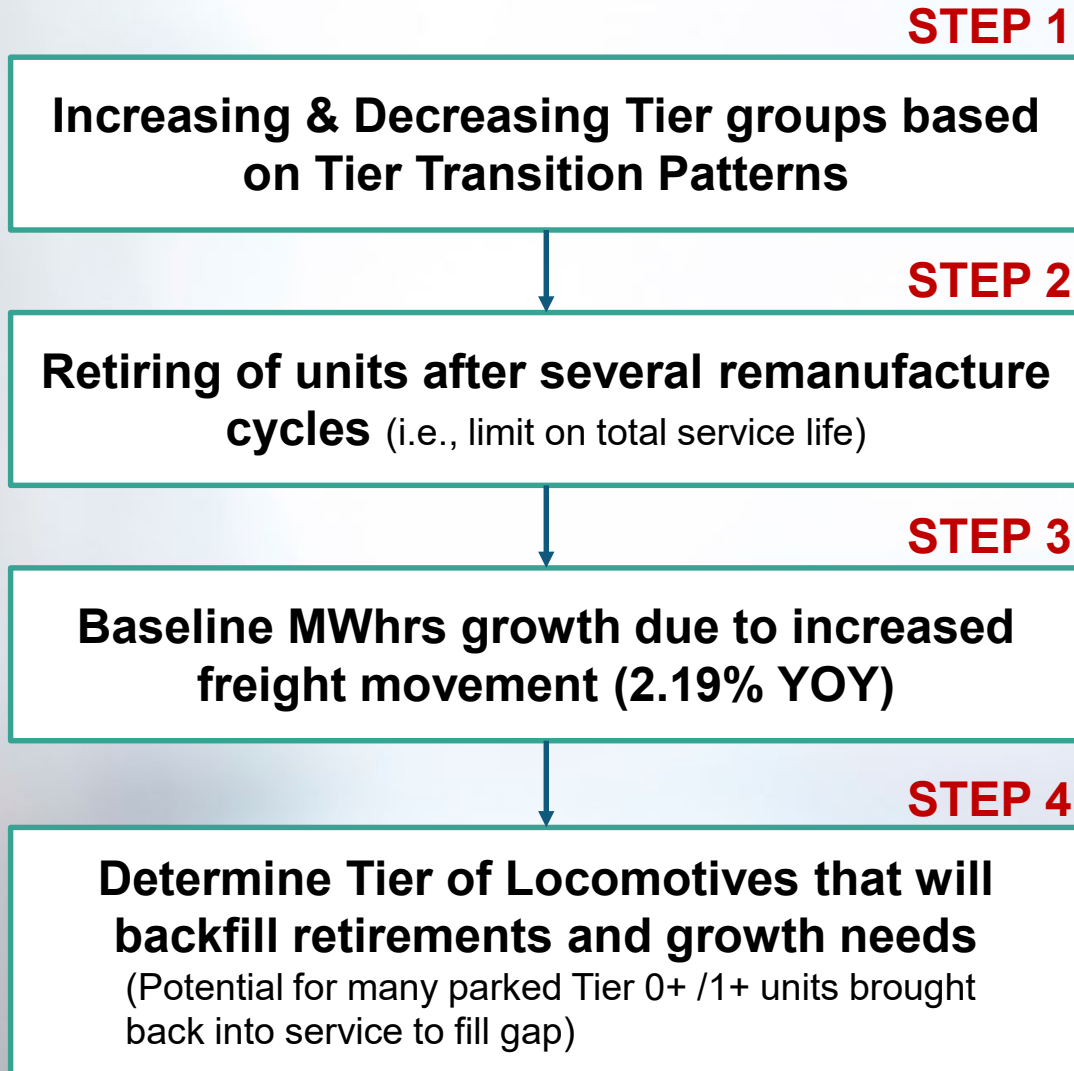 STEP 1
Increasing & Decreasing Tier groups based
on Tier Transition Patterns
STEP 2
Retiring of units after several remanufacture
cycles (i.e., limit on total service life)
STEP 3
Baseline MWhrs growth due to increased
freight movement (2.19% YOY)
STEP 4
Determine Tier of Locomotives that will
backfill retirements and growth needs
(Potential for many parked Tier 0+ /1+ units brought
back into service to fill gap)